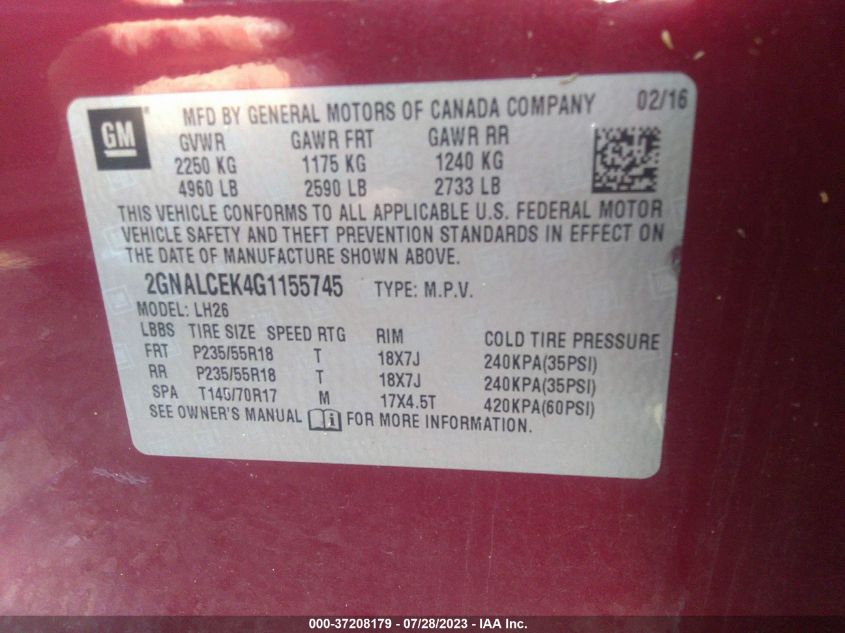 GM
MFD BY GENERAL MOTORS OF CANADA COMPANY 02/16
GVWR GAWR FRT GAWR RR
2250 KG 1175 KG 1240 KG
4960 LB 2590 LB 2733 LB
THIS VEHICLE CONFORMS TO ALL APPLICABLE U.S. FEDERAL MOTOR
VEHICLE SAFETY AND THEFT PREVENTION STANDARDS IN EFFECT ON
THE DATE OF MANUFACTURE SHOWN ABOVE.
2GNALCEK4G1155745 TYPE: M.P.V.
MODEL: LH26
LBBS TIRE SIZE SPEED RTG RIM COLD TIRE PRESSURE
FRT P235/55R18 T 18X7J 240KPA(35PSI)
RR P235/55R18 T 18X7J 240KPA(35PSI)
SPA T145/70R17 M 17X4.5T 420KPA(60PSI)
SEE OWNER'S MANUAL i FOR MORE INFORMATION.
000-37208179 - 07/28/2023 - IAA Inc.